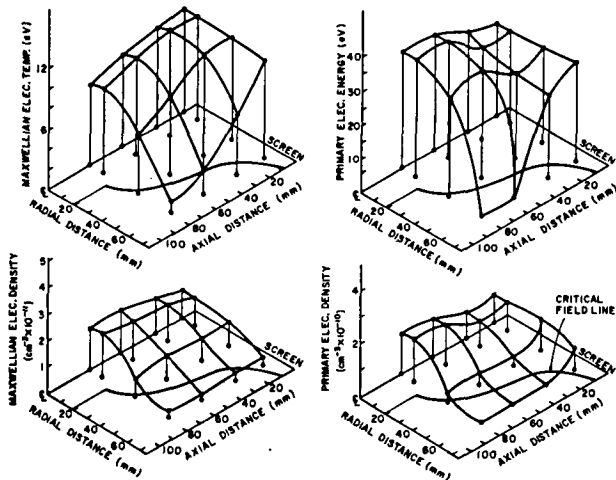 MAXWELLIAN ELEC. TEMP. (eV)
12
6
℄
20
40
60
RADIAL DISTANCE (mm)
100
80
60
40
20
AXIAL DISTANCE (mm)
SCREEN
PRIMARY ELEC. ENERGY (eV)
40
30
20
10
℄
20
40
60
RADIAL DISTANCE (mm)
100
80
60
40
20
AXIAL DISTANCE (mm)
SCREEN
MAXWELLIAN ELEC. DENSITY
(cm⁻³×10⁻¹¹)
5
4
3
2
1
℄
20
40
60
RADIAL DISTANCE (mm)
100
80
60
40
20
AXIAL DISTANCE (mm)
SCREEN
PRIMARY ELEC. DENSITY
(cm⁻³×10⁻¹⁰)
4
2
℄
20
40
60
RADIAL DISTANCE (mm)
100
80
60
40
20
AXIAL DISTANCE (mm)
SCREEN
CRITICAL
FIELD LINE